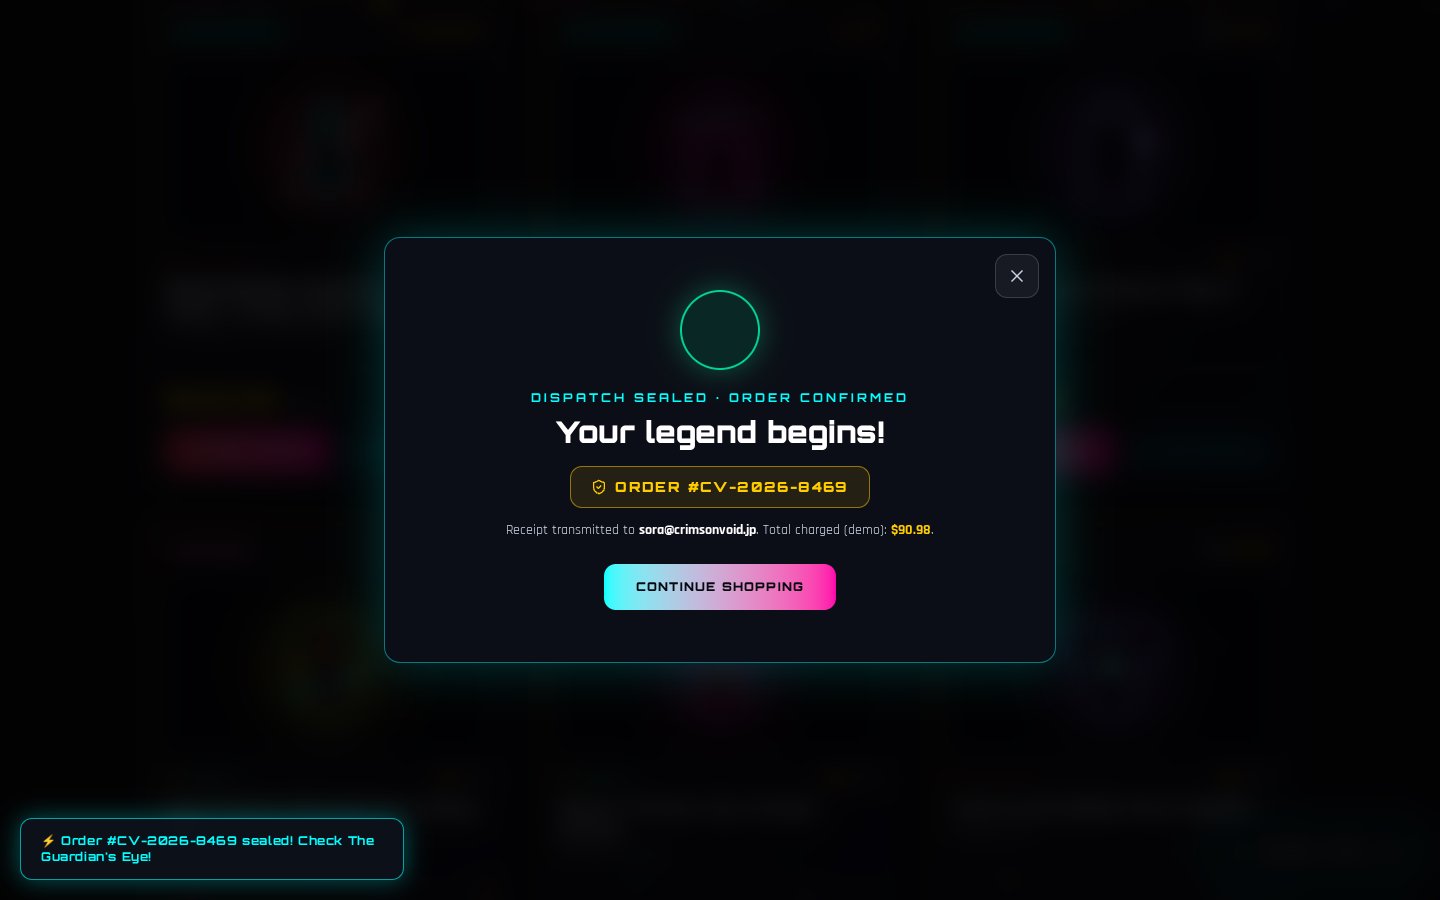 DISPATCH SEALED · ORDER CONFIRMED
Your legend begins!
ORDER #CV-2026-8469
Receipt transmitted to sora@crimsonvoid.jp. Total charged (demo): $90.98.
CONTINUE SHOPPING
⚡ Order #CV-2026-8469 sealed! Check The
Guardian's Eye!